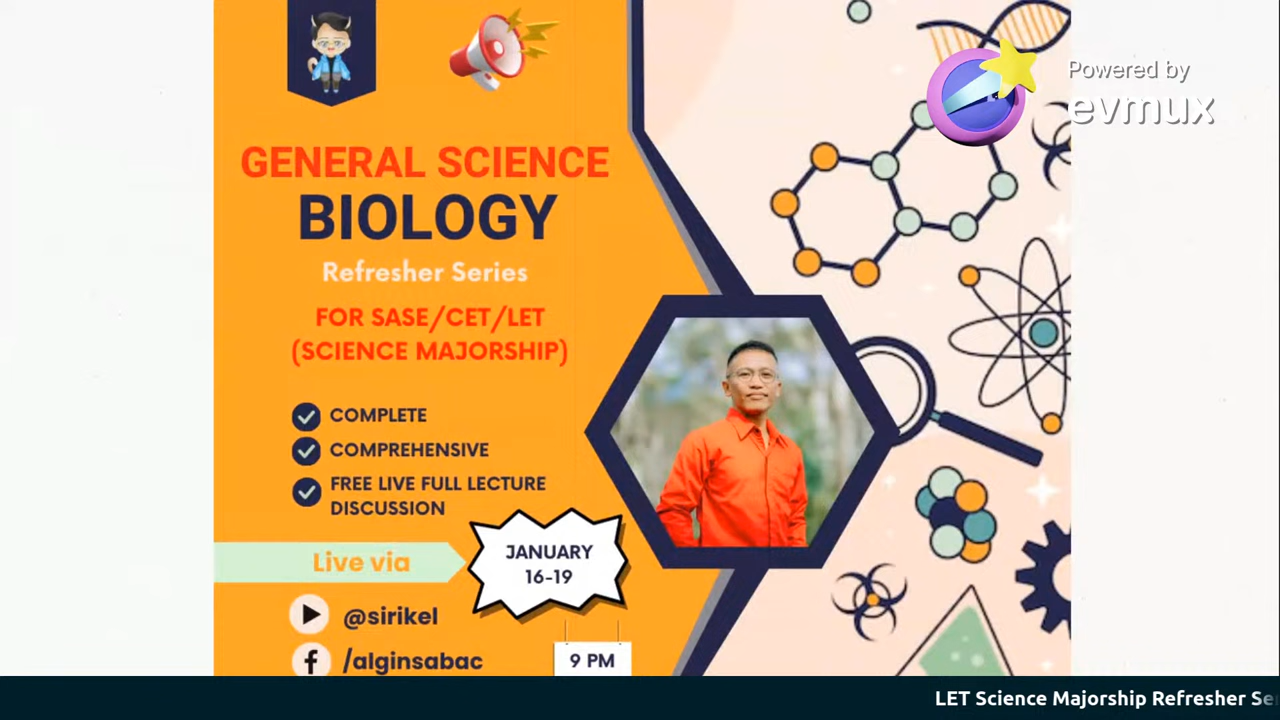 GENERAL SCIENCE
BIOLOGY
Refresher Series
FOR SASE/CET/LET
(SCIENCE MAJORSHIP)
COMPLETE
COMPREHENSIVE
FREE LIVE FULL LECTURE
DISCUSSION
Live via
JANUARY
16-19
@sirikel
/alginsabac
9 PM
Powered by
evmux
LET Science Majorship Refresher Se